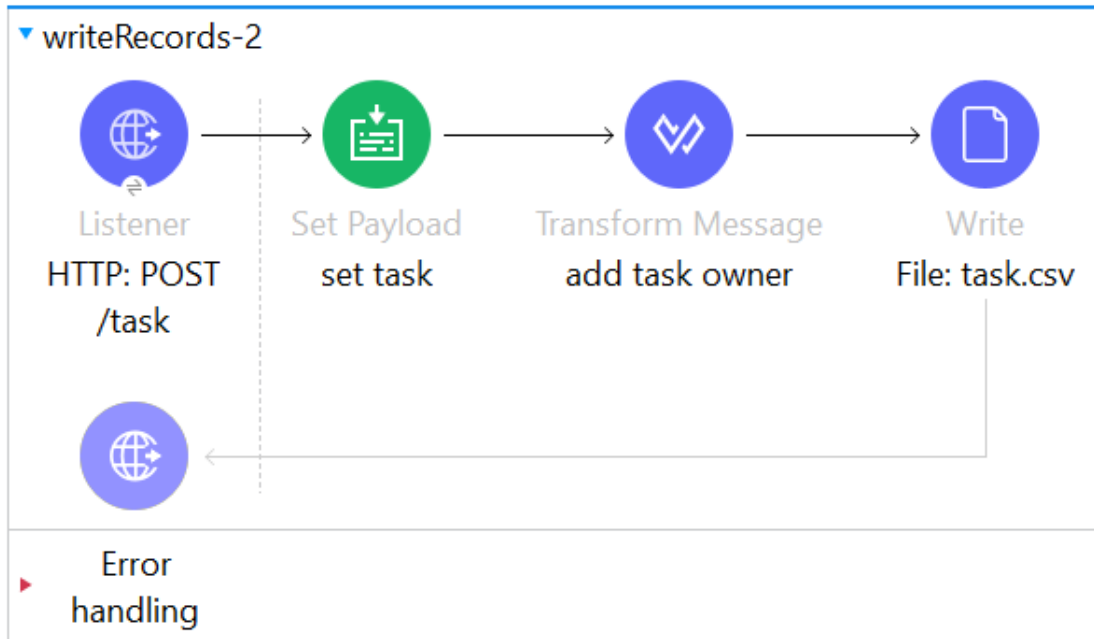 writeRecords-2
Listener
HTTP: POST
/task
Set Payload
set task
Transform Message
add task owner
Write
File: task.csv
Error
handling